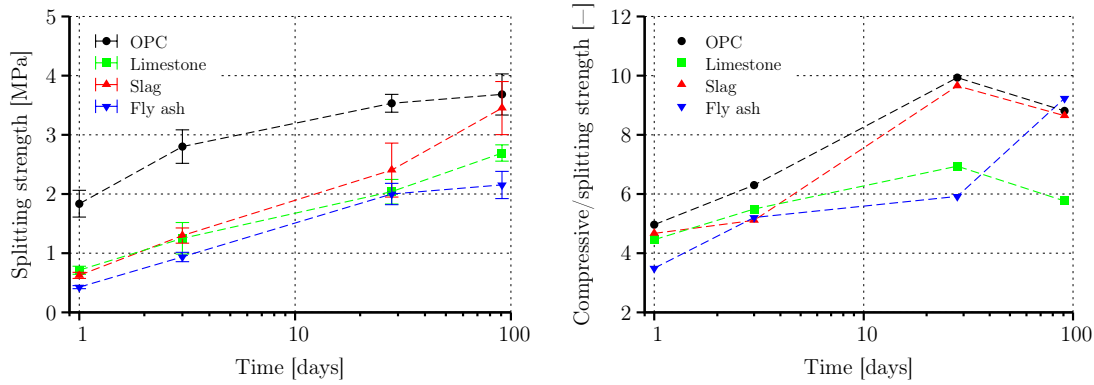 Splitting strength [MPa]
5
4
3
2
1
0
OPC
Limestone
Slag
Fly ash
1
10
100
Time [days]
Compressive/splitting strength [−]
12
10
8
6
4
2
OPC
Limestone
Slag
Fly ash
1
10
100
Time [days]